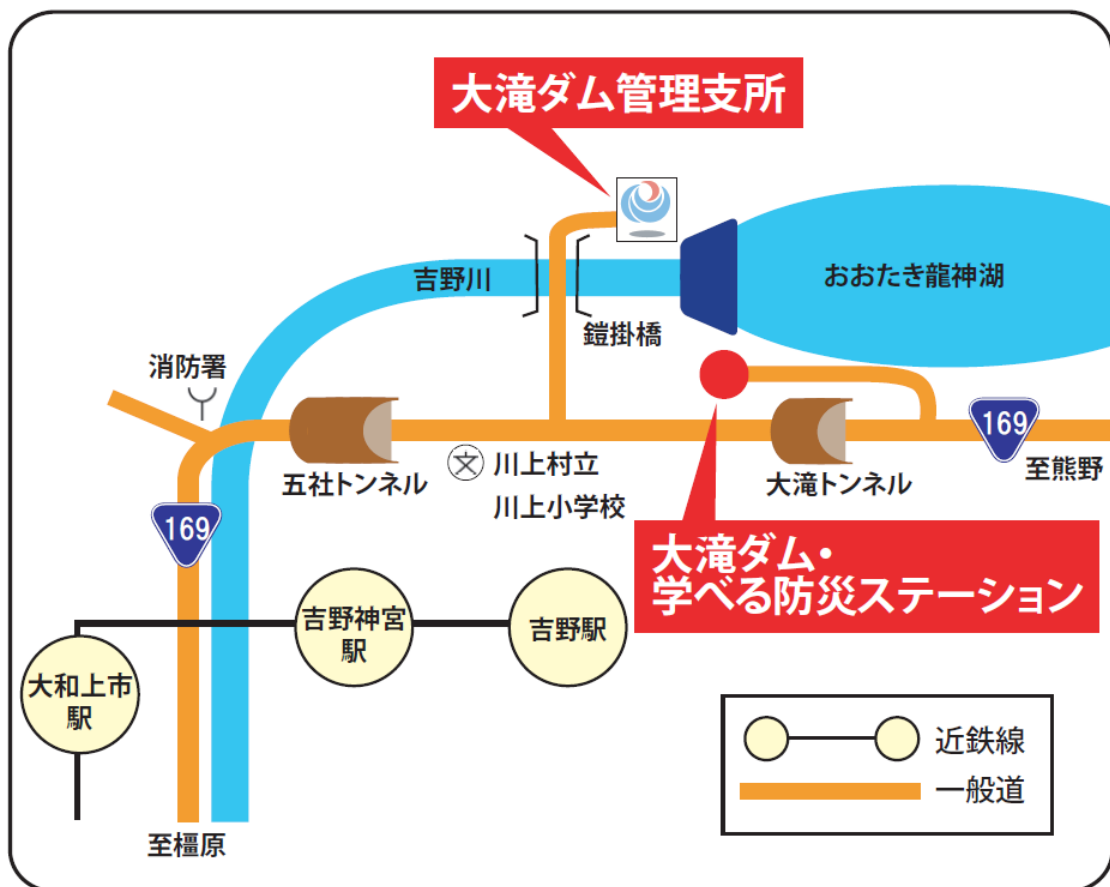 大滝ダム管理支所
吉野川
おおたき龍神湖
鎧掛橋
消防署
169
至熊野
五社トンネル
文
川上村立
川上小学校
大滝トンネル
169
大滝ダム・
学べる防災ステーション
吉野神宮
駅
吉野駅
大和上市
駅
近鉄線
一般道
至橿原